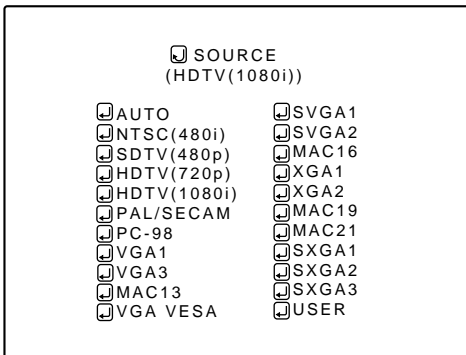 SOURCE
(HDTV(1080i))
AUTO
NTSC(480i)
SDTV(480p)
HDTV(720p)
HDTV(1080i)
PAL/SECAM
PC-98
VGA1
VGA3
MAC13
VGA VESA
SVGA1
SVGA2
MAC16
XGA1
XGA2
MAC19
MAC21
SXGA1
SXGA2
SXGA3
USER